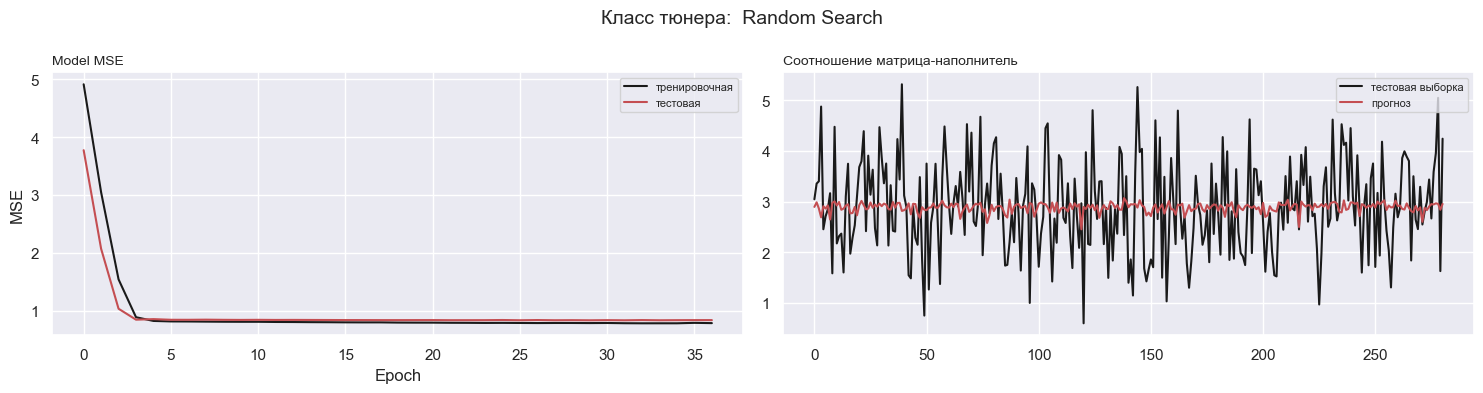 Класс тюнера:  Random Search
Model MSE
5
4
3
2
1
MSE
тренировочная
тестовая
0 5 10 15 20 25 30 35
Epoch
Соотношение матрица-наполнитель
5
4
3
2
1
тестовая выборка
прогноз
0 50 100 150 200 250